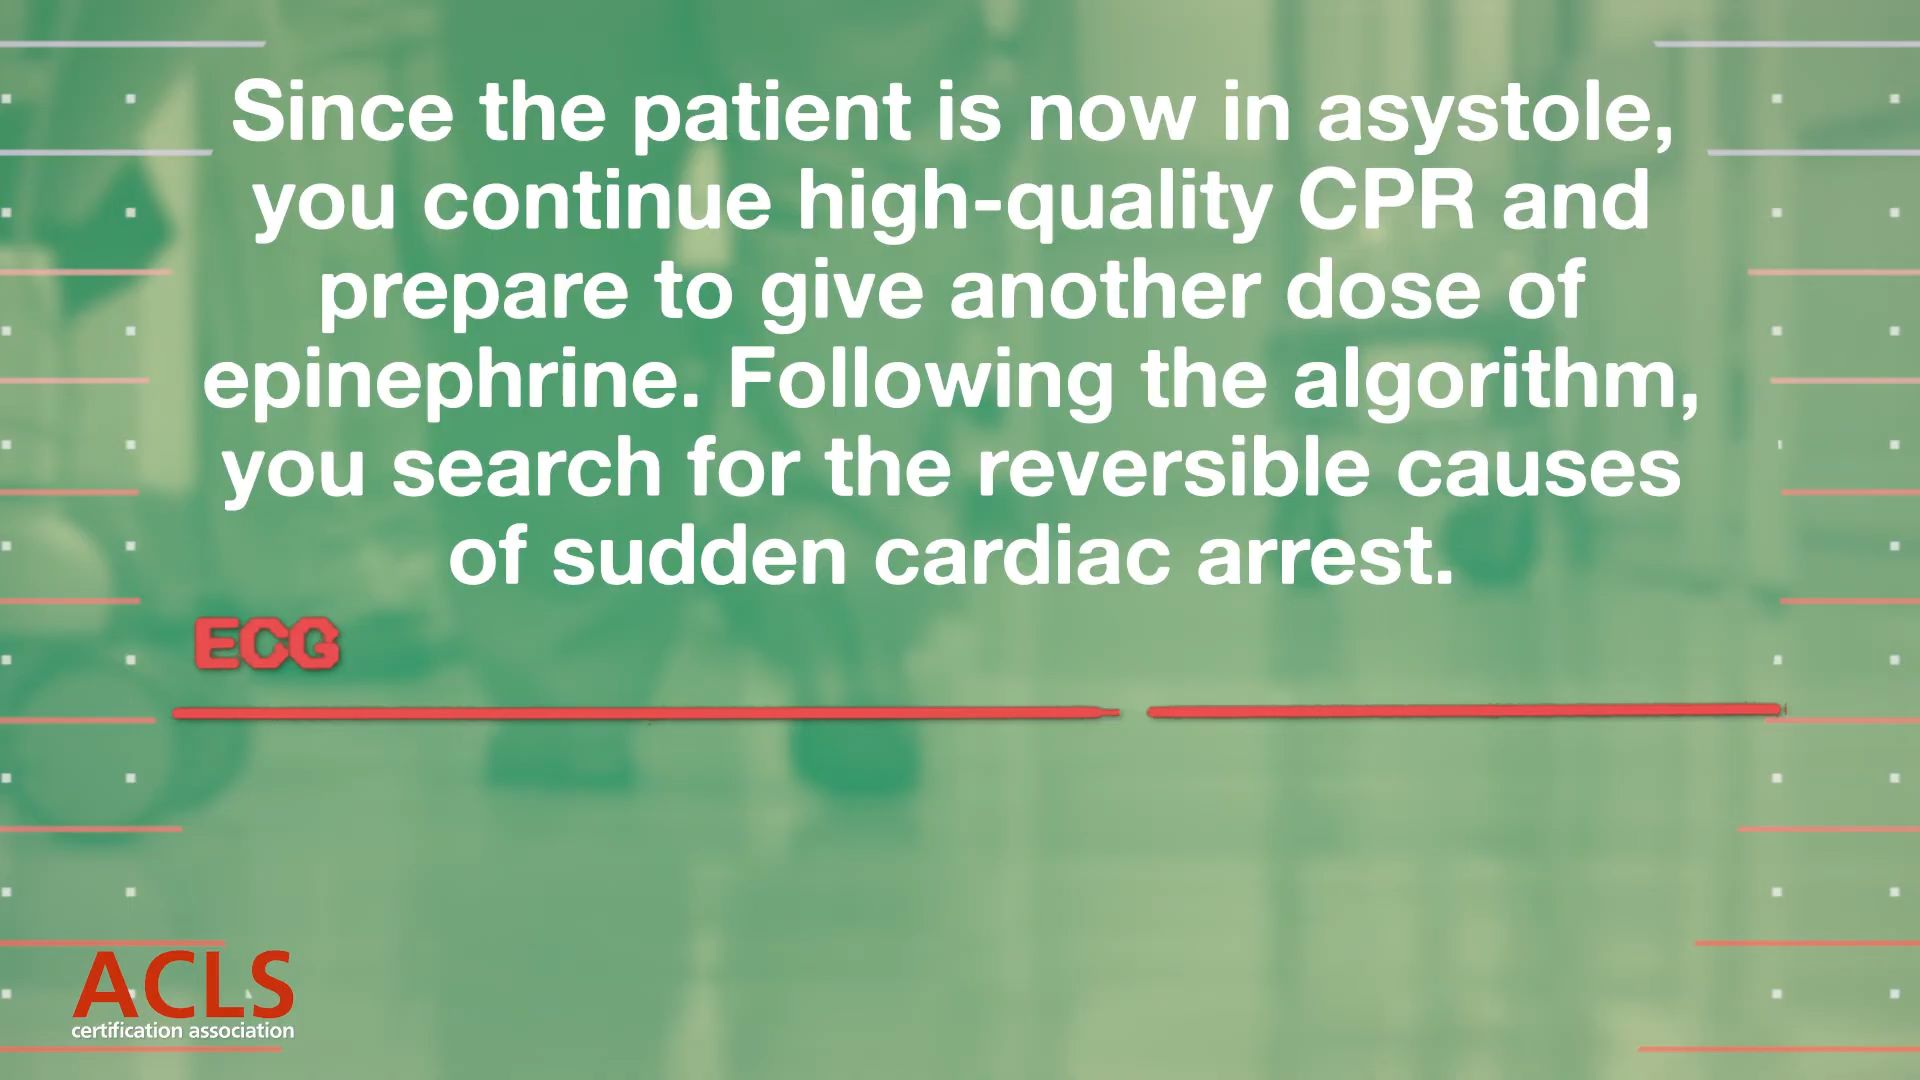 Since the patient is now in asystole,
you continue high-quality CPR and
prepare to give another dose of
epinephrine. Following the algorithm,
you search for the reversible causes
of sudden cardiac arrest.
ECG
ACLS
certification association